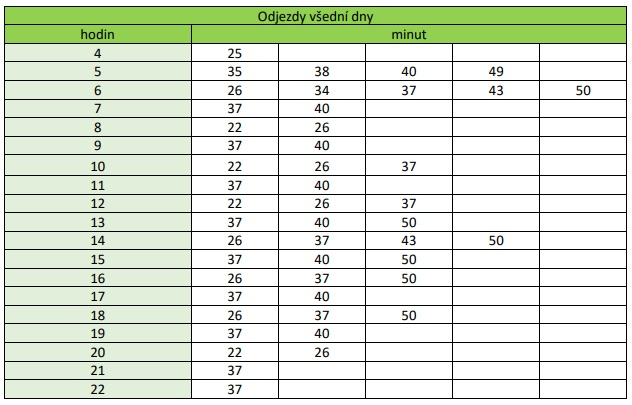 Odjezdy všední dny
hodin minut
4 25
5 35 38 40 49
6 26 34 37 43 50
7 37 40
8 22 26
9 37 40
10 22 26 37
11 37 40
12 22 26 37
13 37 40 50
14 26 37 43 50
15 37 40 50
16 26 37 50
17 37 40
18 26 37 50
19 37 40
20 22 26
21 37
22 37